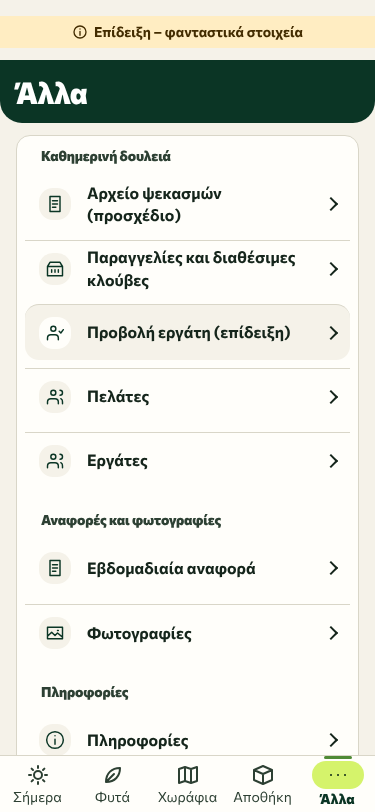 Επίδειξη – φανταστικά στοιχεία
Άλλα
Καθημερινή δουλειά
Αρχείο ψεκασμών
(προσχέδιο)
Παραγγελίες και διαθέσιμες
κλούβες
Προβολή εργάτη (επίδειξη)
Πελάτες
Εργάτες
Αναφορές και φωτογραφίες
Εβδομαδιαία αναφορά
Φωτογραφίες
Πληροφορίες
Πληροφορίες
Σήμερα Φυτά Χωράφια Αποθήκη Άλλα